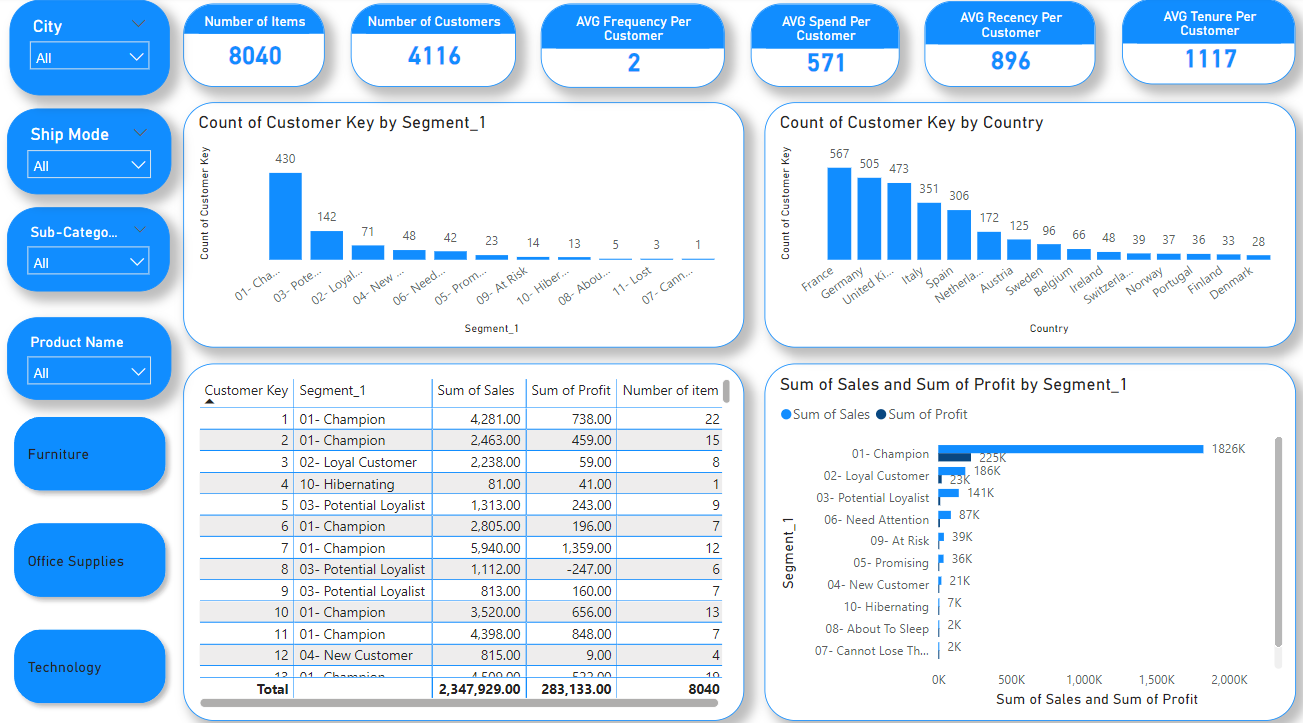 City
All
Ship Mode
All
Sub-Catego...
All
Product Name
All
Furniture
Office Supplies
Technology
Number of Items
8040
Number of Customers
4116
AVG Frequency Per
Customer
2
AVG Spend Per
Customer
571
AVG Recency Per
Customer
896
AVG Tenure Per
Customer
1117
Count of Customer Key by Segment_1
Count of Customer Key
430
142
71
48
42
23
14
13
5
3
1
01- Cha...
03- Pote...
02- Loyal...
04- New ...
06- Need...
05- Prom...
09- At Risk
10- Hiber...
08- Abou...
11- Lost
07- Cann...
Segment_1
Count of Customer Key by Country
Count of Customer Key
567
505
473
351
306
172
125
96
66
48
39
37
36
33
28
France
Germany
United Ki...
Italy
Spain
Netherla...
Austria
Sweden
Belgium
Ireland
Switzerla...
Norway
Portugal
Finland
Denmark
Country
Customer Key Segment_1 Sum of Sales Sum of Profit Number of item
1 01- Champion 4,281.00 738.00 22
2 01- Champion 2,463.00 459.00 15
3 02- Loyal Customer 2,238.00 59.00 8
4 10- Hibernating 81.00 41.00 1
5 03- Potential Loyalist 1,313.00 243.00 9
6 01- Champion 2,805.00 196.00 7
7 01- Champion 5,940.00 1,359.00 12
8 03- Potential Loyalist 1,112.00 -247.00 6
9 03- Potential Loyalist 813.00 160.00 7
10 01- Champion 3,520.00 656.00 13
11 01- Champion 4,398.00 848.00 7
12 04- New Customer 815.00 9.00 4
Total 2,347,929.00 283,133.00 8040
Sum of Sales and Sum of Profit by Segment_1
Sum of Sales Sum of Profit
Segment_1
01- Champion 1826K
225K
02- Loyal Customer 186K
23K
03- Potential Loyalist 141K
06- Need Attention 87K
09- At Risk 39K
05- Promising 36K
04- New Customer 21K
10- Hibernating 7K
08- About To Sleep 2K
07- Cannot Lose Th... 2K
0K 500K 1,000K 1,500K 2,000K
Sum of Sales and Sum of Profit